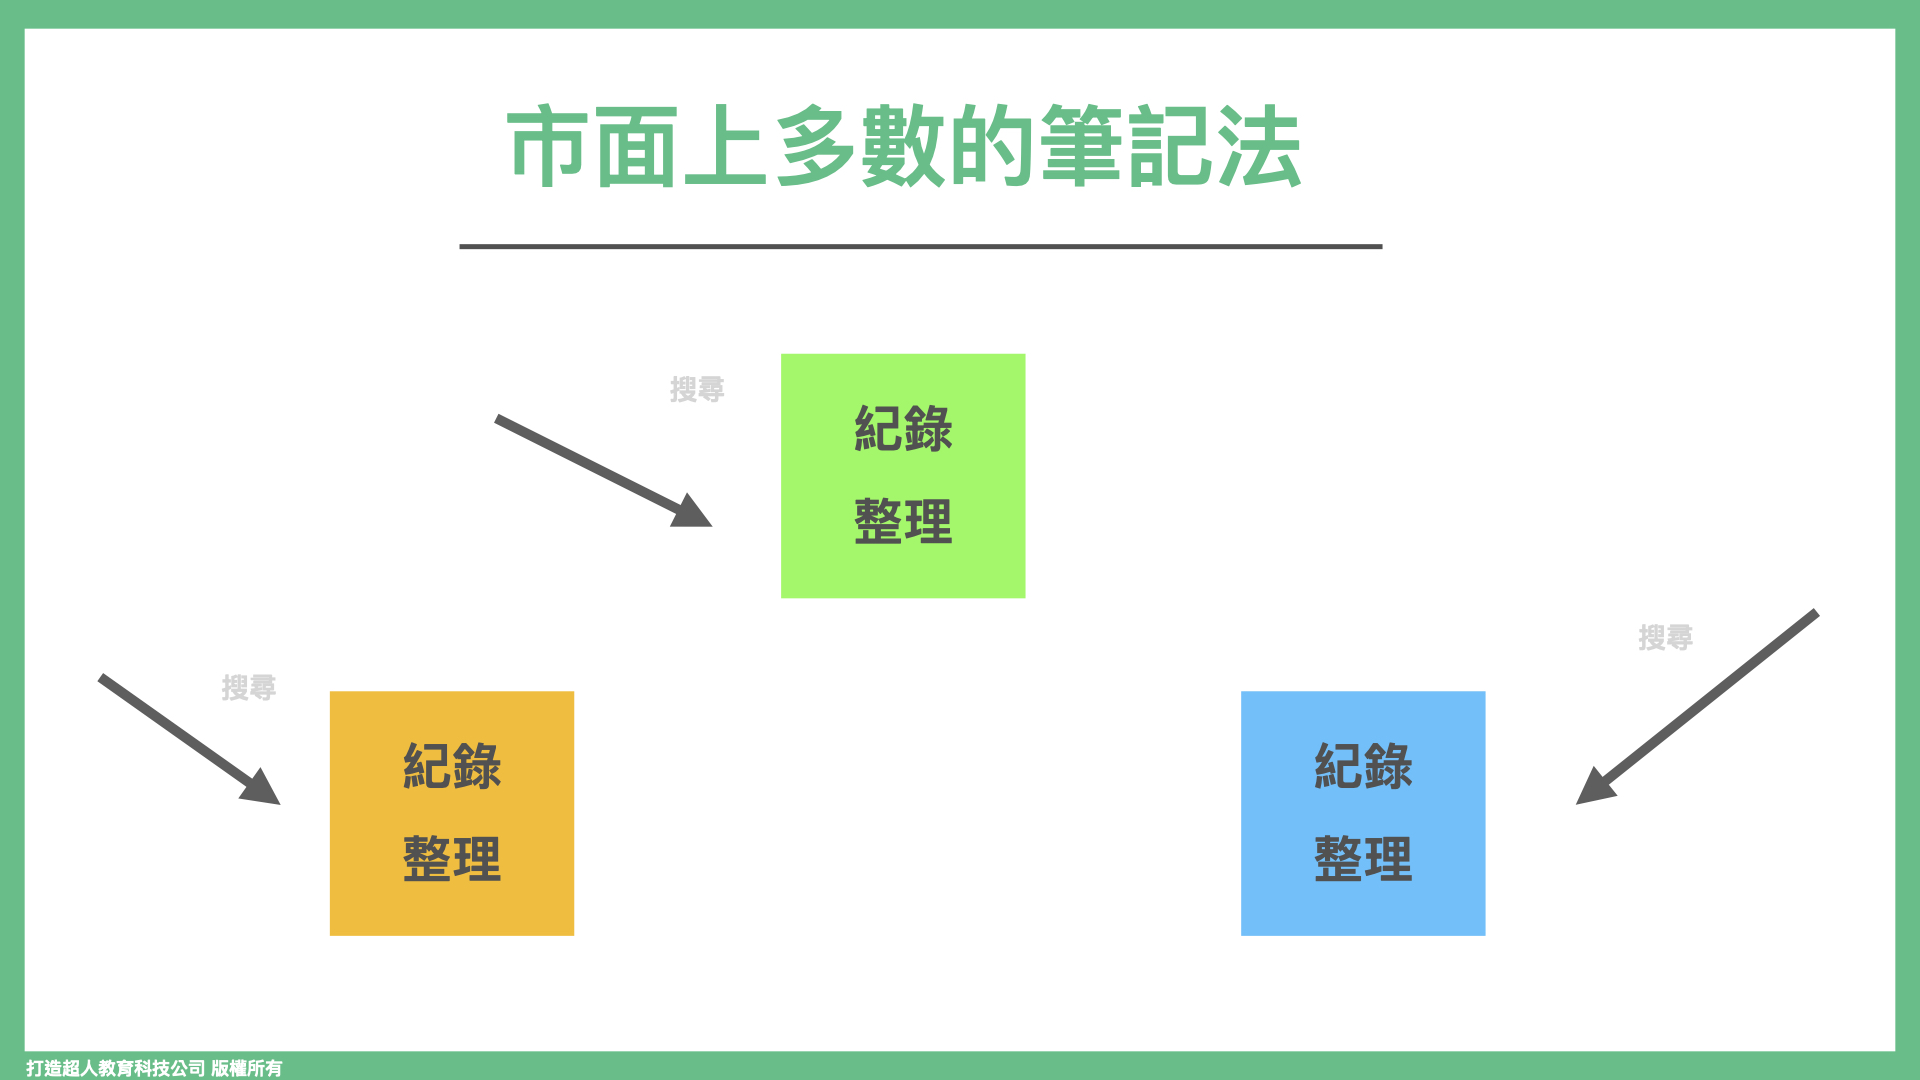 市面上多數的筆記法
搜尋
紀錄
整理
搜尋
紀錄
整理
搜尋
紀錄
整理
打造超人教育科技公司 版權所有